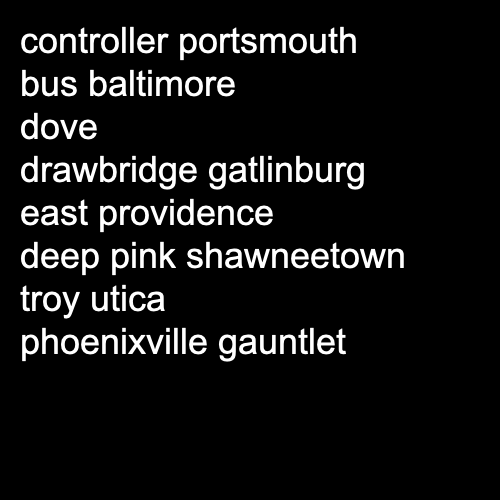 controller portsmouth
bus baltimore
dove
drawbridge gatlinburg
east providence
deep pink shawneetown
troy utica
phoenixville gauntlet